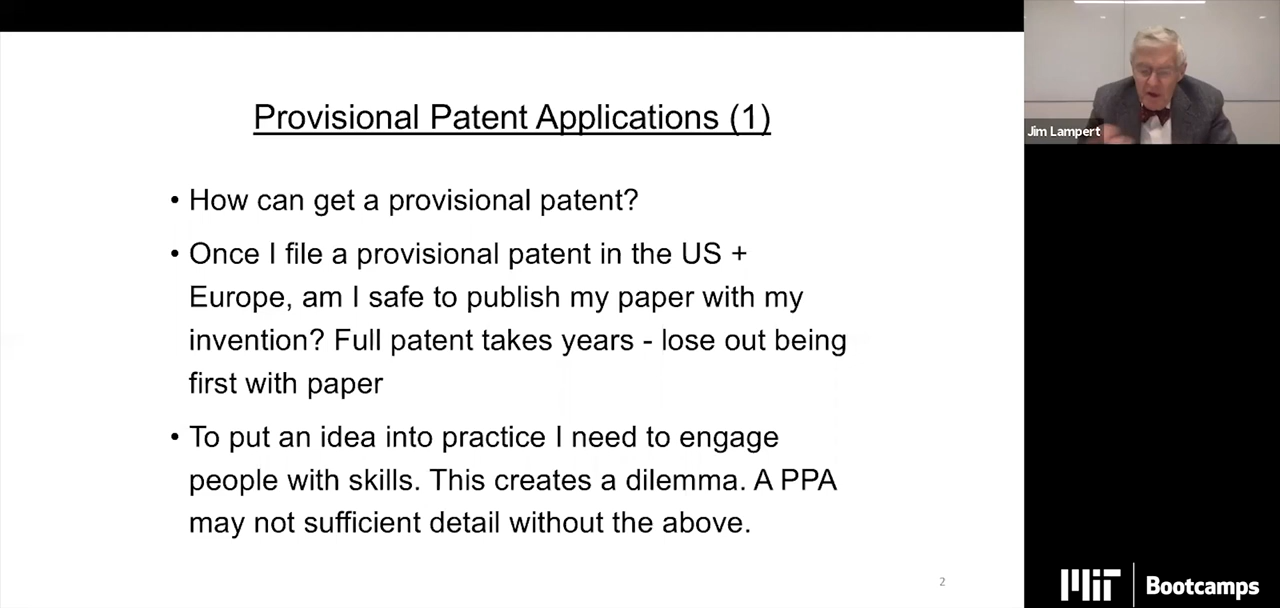 Provisional Patent Applications (1)
• How can get a provisional patent?
• Once I file a provisional patent in the US +
Europe, am I safe to publish my paper with my
invention? Full patent takes years - lose out being
first with paper
• To put an idea into practice I need to engage
people with skills. This creates a dilemma. A PPA
may not sufficient detail without the above.
2
Jim Lampert
MIT Bootcamps